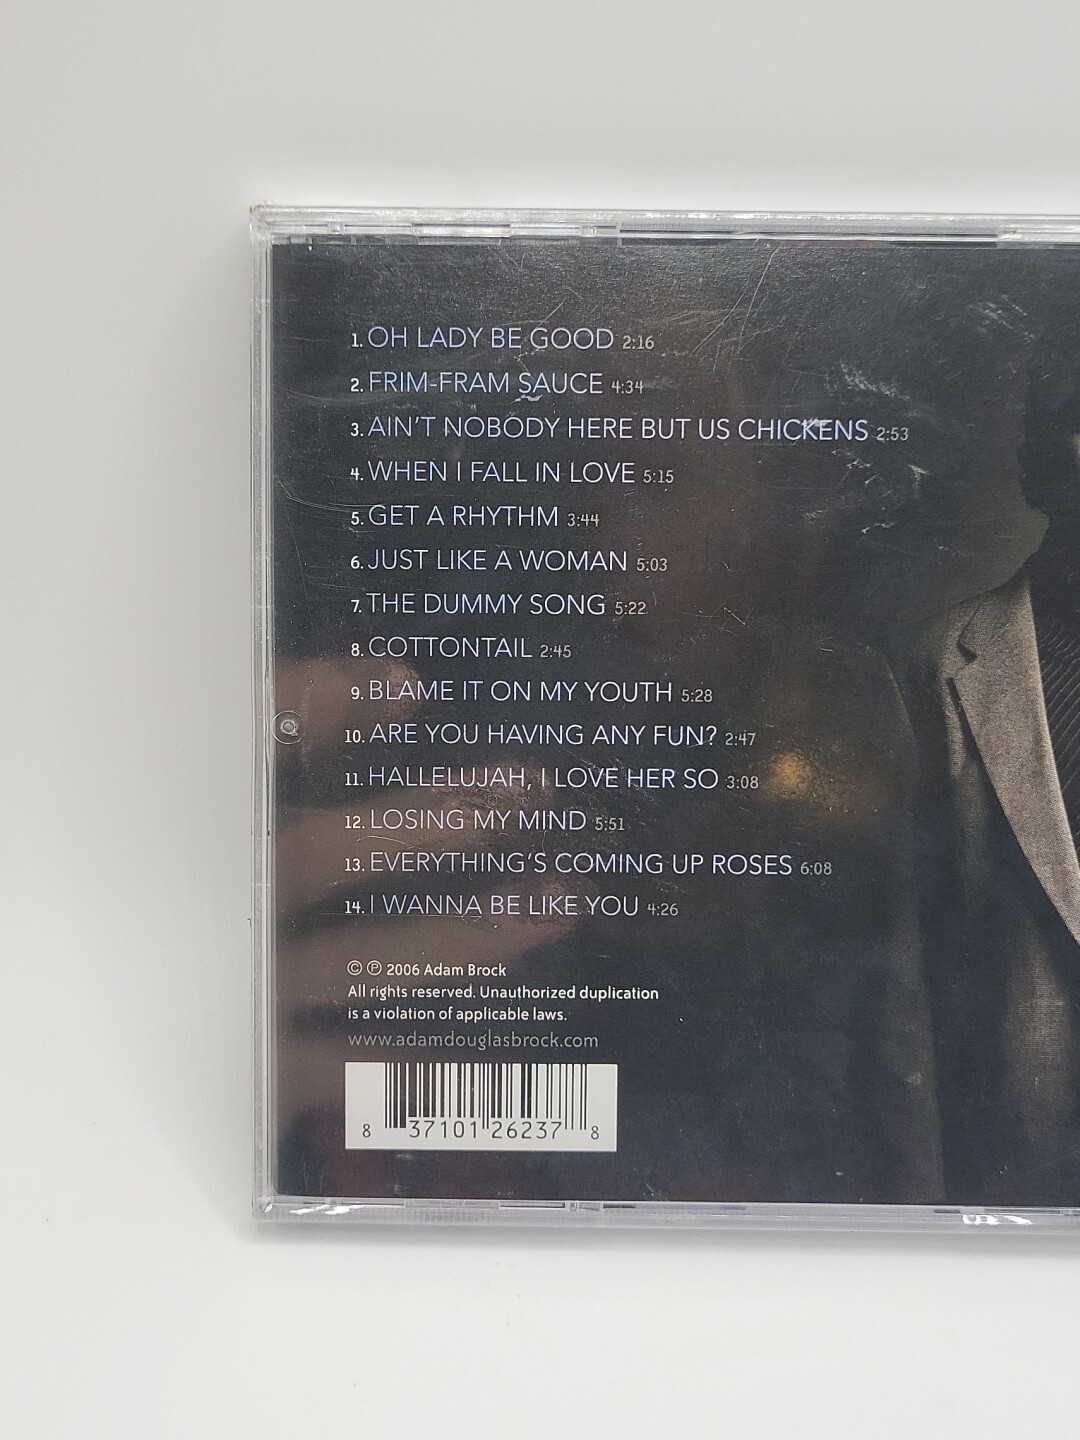 1. OH LADY BE GOOD 2:16
2. FRIM-FRAM SAUCE 4:34
3. AIN'T NOBODY HERE BUT US CHICKENS 2:53
4. WHEN I FALL IN LOVE 5:15
5. GET A RHYTHM 3:44
6. JUST LIKE A WOMAN 5:03
7. THE DUMMY SONG 5:22
8. COTTONTAIL 2:45
9. BLAME IT ON MY YOUTH 5:28
10. ARE YOU HAVING ANY FUN? 2:47
11. HALLELUJAH, I LOVE HER SO 3:08
12. LOSING MY MIND 5:51
13. EVERYTHING'S COMING UP ROSES 6:08
14. I WANNA BE LIKE YOU 4:26
© ℗ 2006 Adam Brock
All rights reserved. Unauthorized duplication
is a violation of applicable laws.
www.adamdouglasbrock.com
8 37101 26237 8